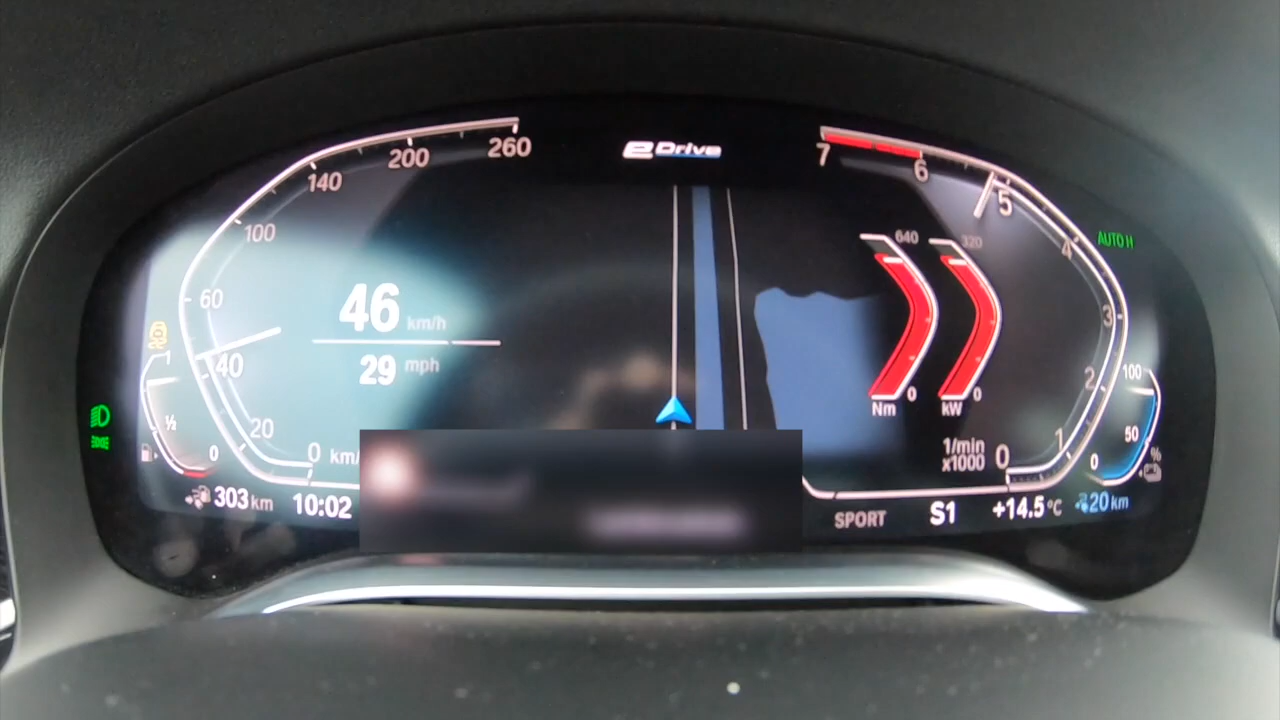 eDrive
260
200
140
100
60
40
20
0 km/
46 km/h
29 mph
7
6
5
4
3
2
1
0
1/min
x1000
640
320
Nm 0
kW 0
AUTO H
1
½
0
100
50
0
%
303 km
10:02
SPORT
S1
+14.5 °C
20 km